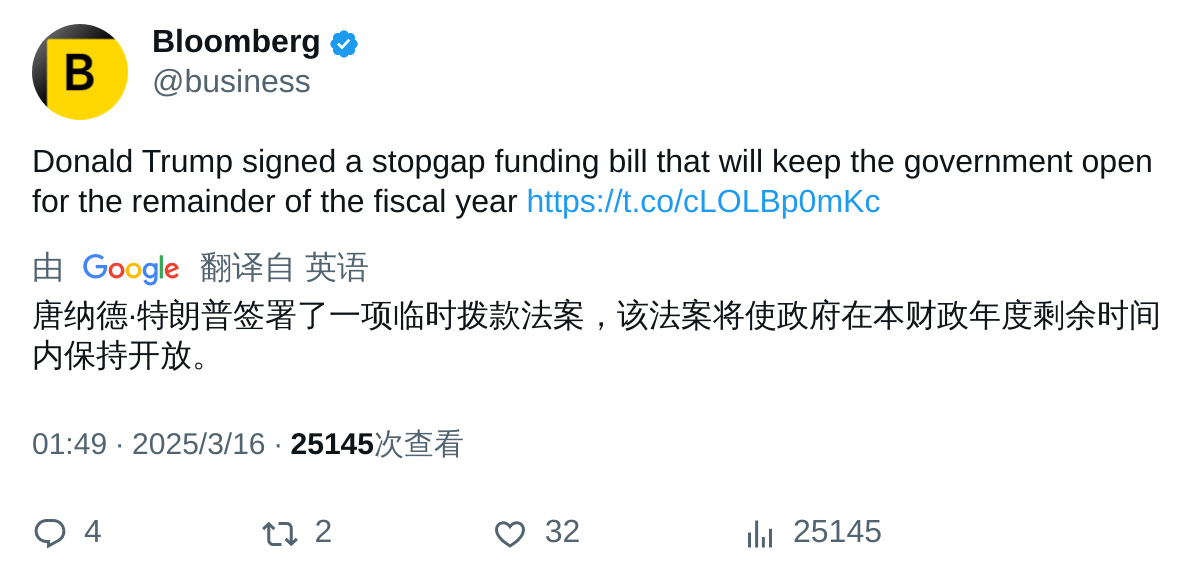 B
Bloomberg
@business
Donald Trump signed a stopgap funding bill that will keep the government open
for the remainder of the fiscal year https://t.co/cLOLBp0mKc
由 Google 翻译自 英语
唐纳德·特朗普签署了一项临时拨款法案，该法案将使政府在本财政年度剩余时间
内保持开放。
01:49 · 2025/3/16 · 25145次查看
4 2 32 25145